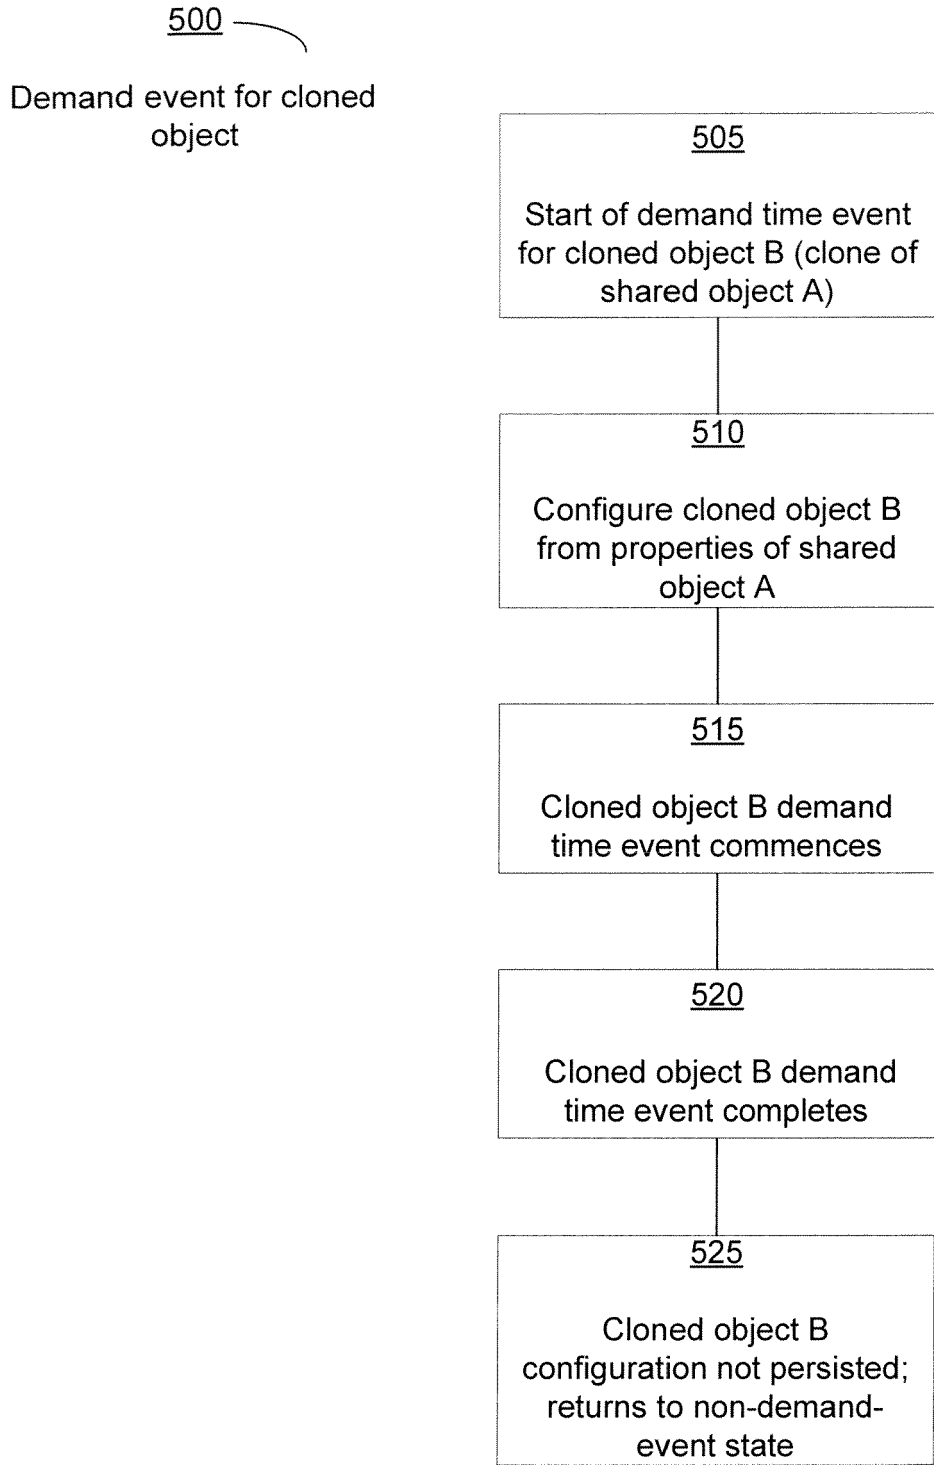 500
Demand event for cloned
object
505
Start of demand time event
for cloned object B (clone of
shared object A)
510
Configure cloned object B
from properties of shared
object A
515
Cloned object B demand
time event commences
520
Cloned object B demand
time event completes
525
Cloned object B
configuration not persisted;
returns to non-demand-
event state